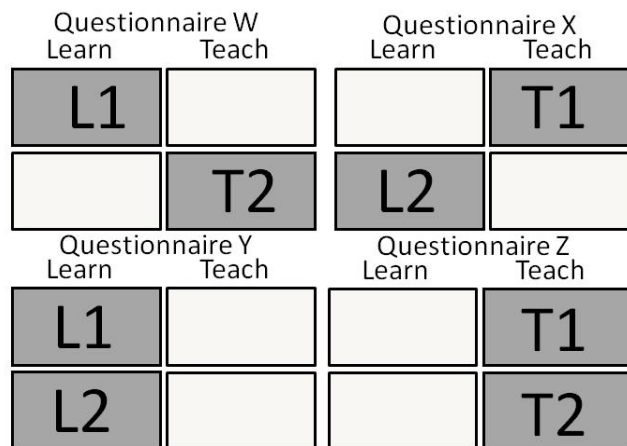 Questionnaire W
Learn Teach
L1
T2
Questionnaire X
Learn Teach
T1
L2
Questionnaire Y
Learn Teach
L1
L2
Questionnaire Z
Learn Teach
T1
T2